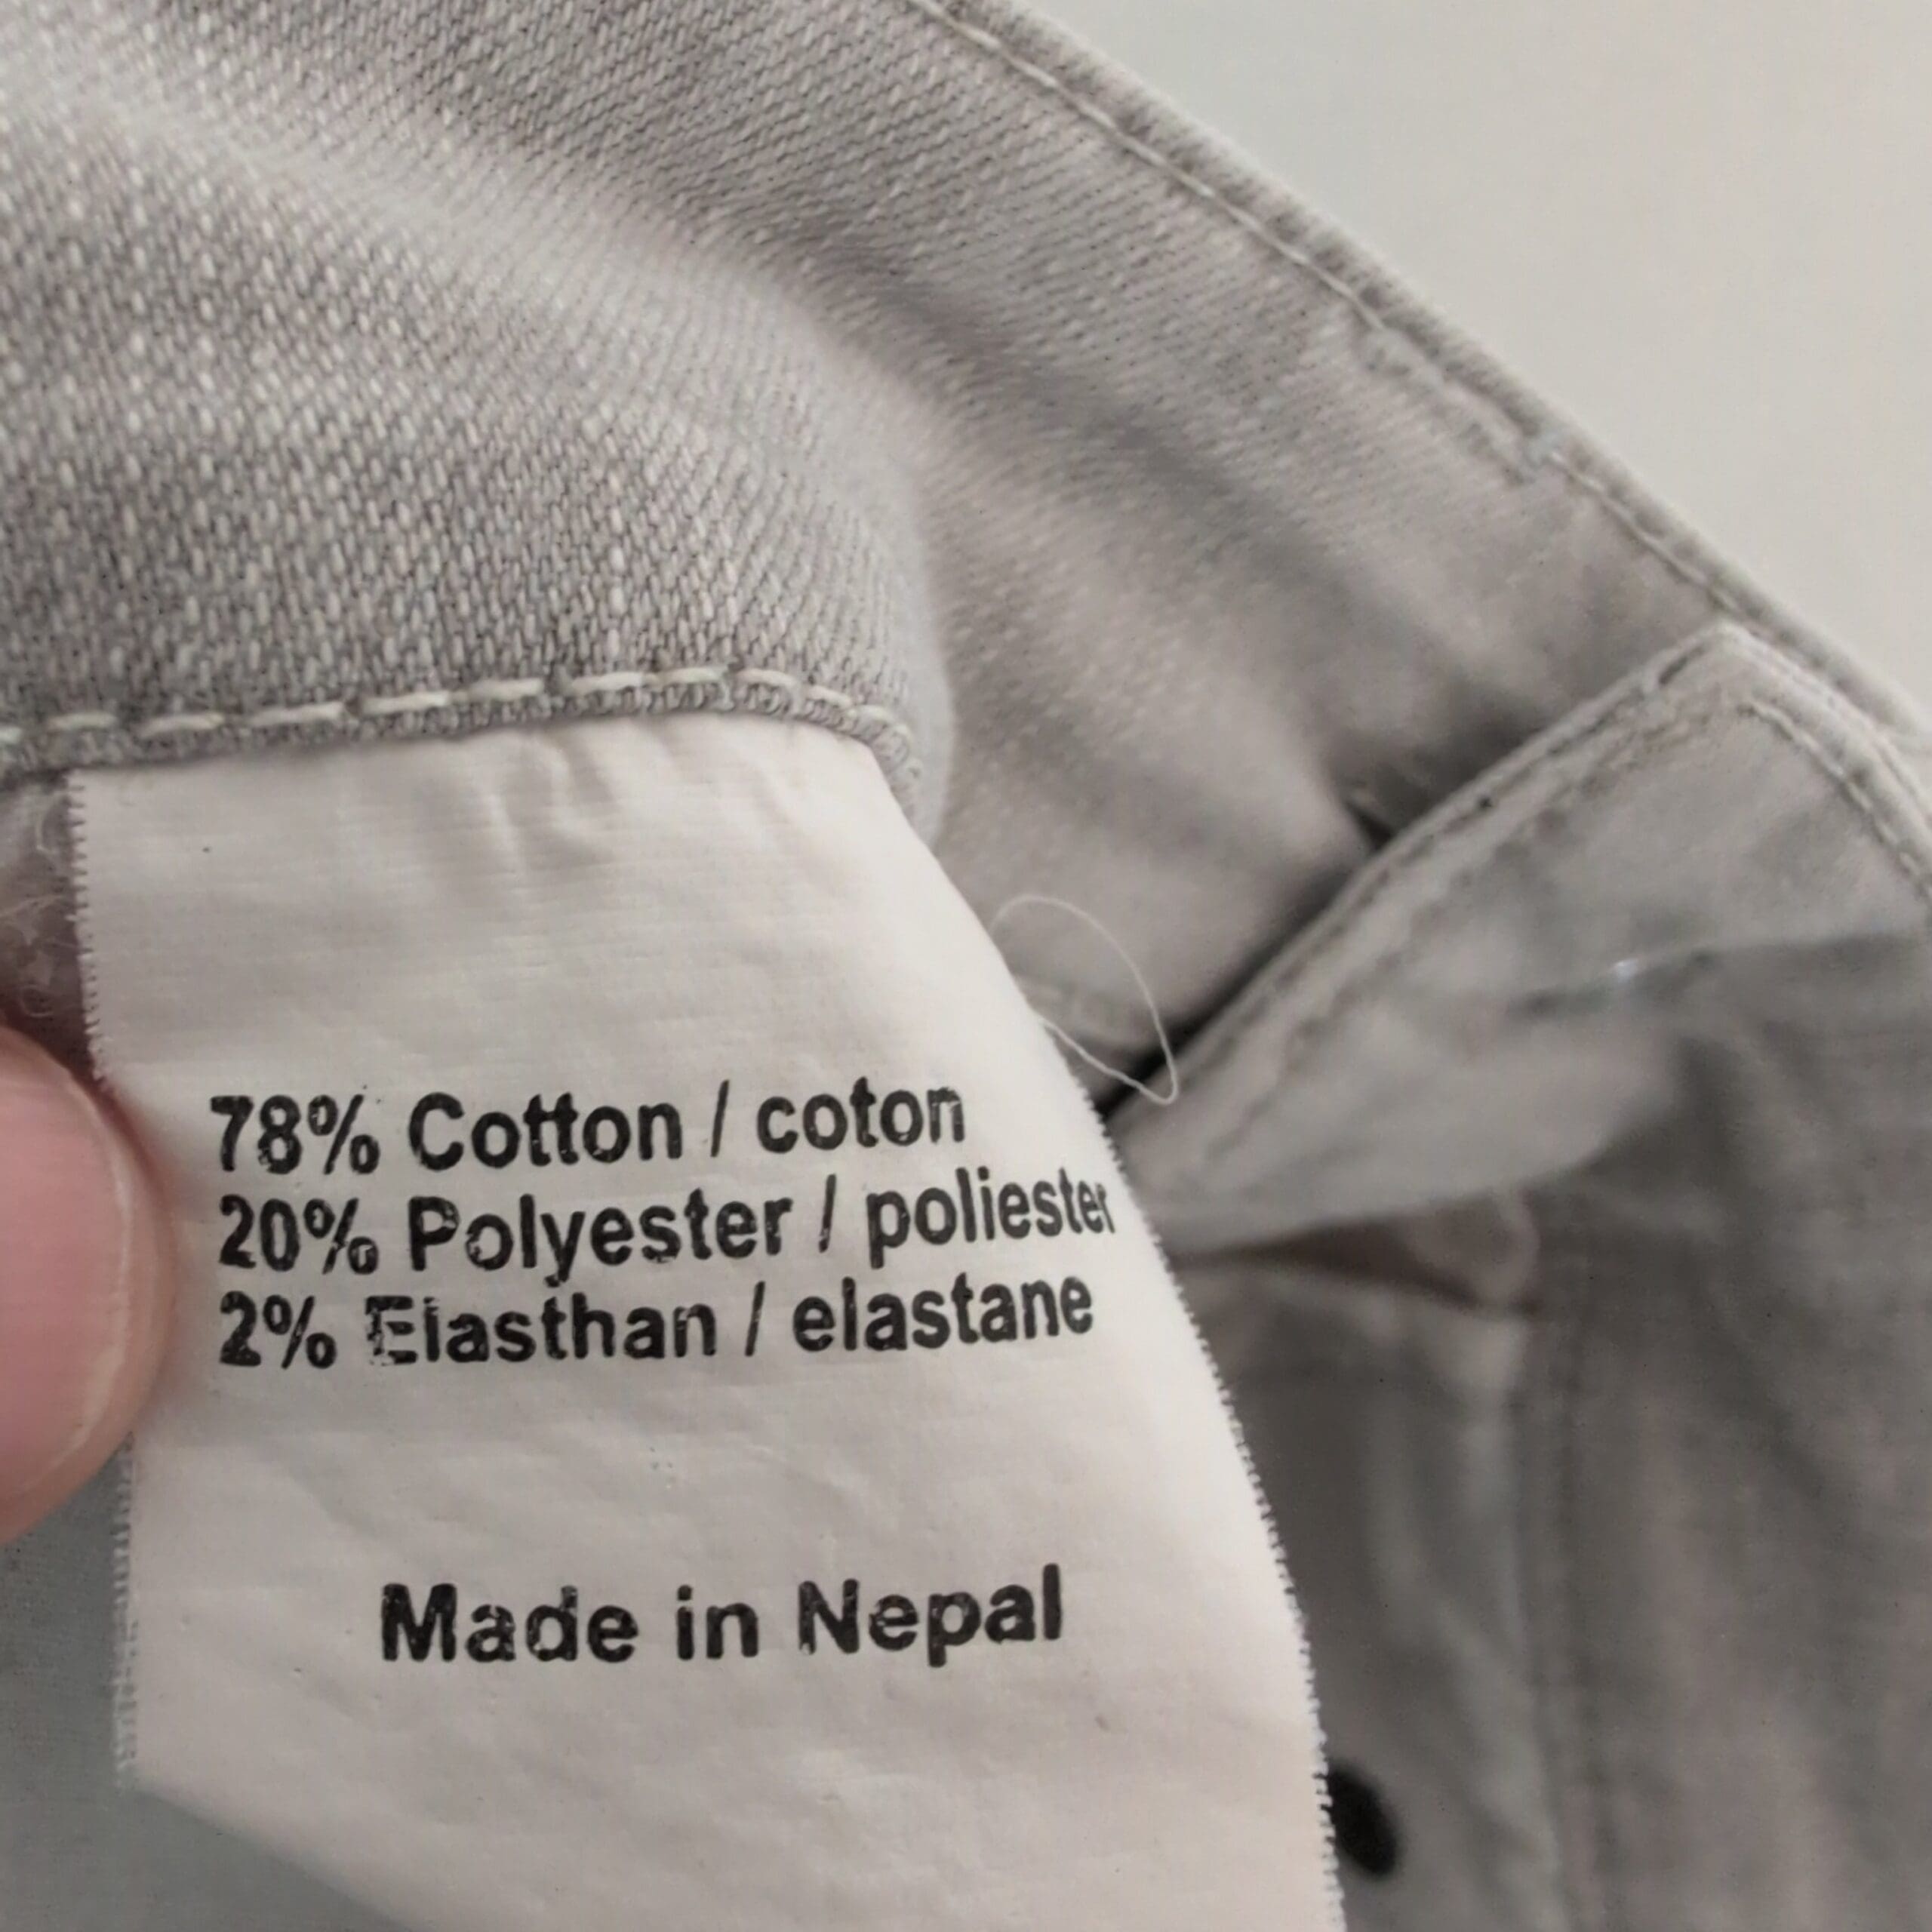 78% Cotton / coton
20% Polyester / poliester
2% Elasthan / elastane
Made in Nepal